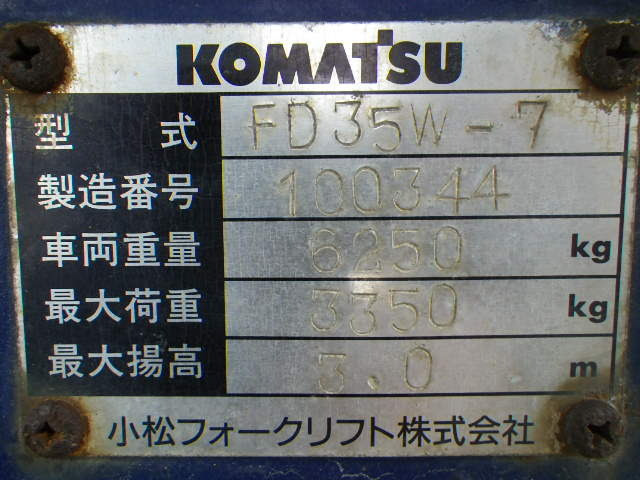 KOMATSU
型 式 FD35W-7
製造番号 100344
車両重量 6250 kg
最大荷重 3350 kg
最大揚高 3.0 m
小松フォークリフト株式会社